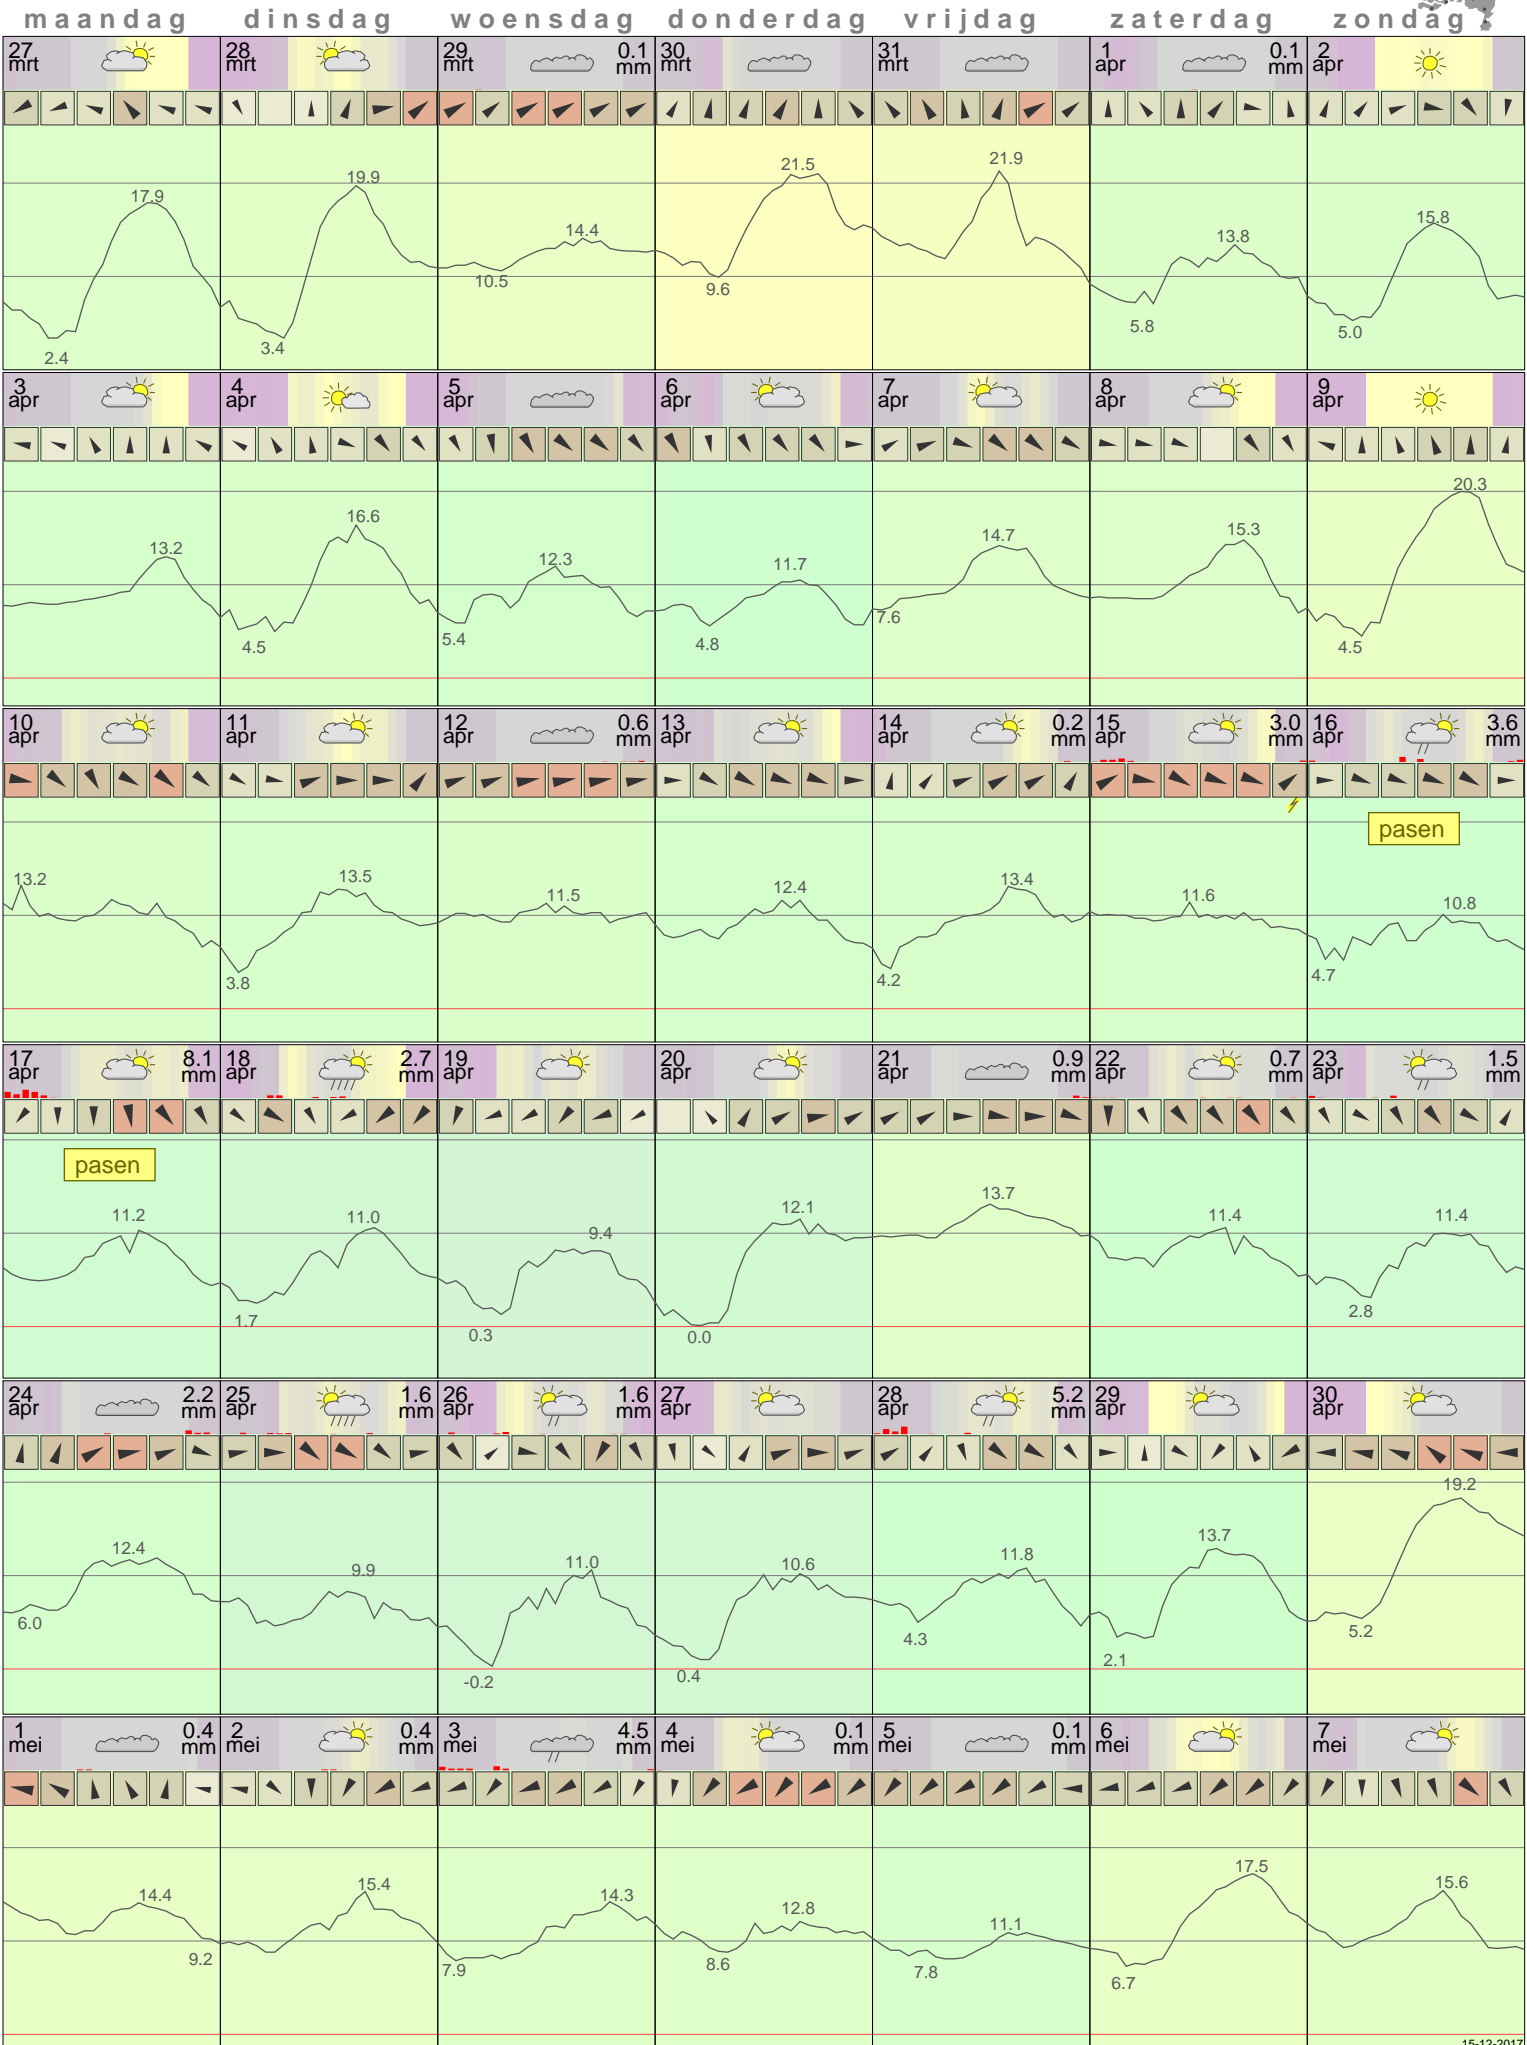 maandag dinsdag woensdag donderdag vrijdag zaterdag zondag
27 28 29 0.1 30 31 1 0.1 2
mrt mrt mrt mm mrt mrt apr mm apr
17.9 19.9 14.4 21.5 21.9 13.8 15.8
2.4 3.4 10.5 9.6 5.8 5.0
3 4 5 6 7 8 9
apr apr apr apr apr apr apr
13.2 16.6 12.3 11.7 14.7 15.3 20.3
4.5 5.4 4.8 7.6 4.5
10 11 12 0.6 13 14 0.2 15 3.0 16 3.6
apr apr apr mm apr apr mm apr mm apr mm
pasen
13.2 13.5 11.5 12.4 13.4 11.6 10.8
3.8 4.2 4.7
17 8.1 18 2.7 19 20 21 0.9 22 0.7 23 1.5
apr mm apr mm apr apr apr mm apr mm apr mm
pasen
11.2 11.0 9.4 12.1 13.7 11.4 11.4
1.7 0.3 0.0 2.8
24 2.2 25 1.6 26 1.6 27 28 5.2 29 30
apr mm apr mm apr mm apr apr mm apr apr
12.4 9.9 11.0 10.6 11.8 13.7 19.2
6.0 -0.2 0.4 4.3 2.1 5.2
1 0.4 2 0.4 3 4.5 4 0.1 5 0.1 6 7
mei mm mei mm mei mm mei mm mei mm mei mei
14.4 15.4 14.3 12.8 11.1 17.5 15.6
9.2 7.9 8.6 7.8 6.7
15-12-2017